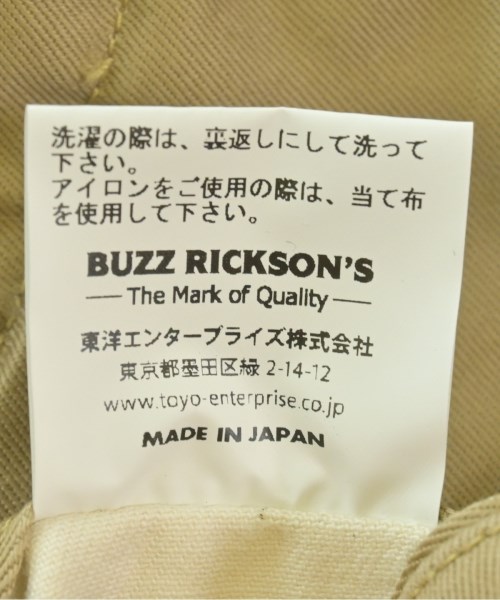 洗濯の際は、裏返しにして洗って
下さい。
アイロンをご使用の際は、当て布
を使用して下さい。
BUZZ RICKSON'S
The Mark of Quality
東洋エンタープライズ株式会社
東京都墨田区緑 2-14-12
www.toyo-enterprise.co.jp
MADE IN JAPAN